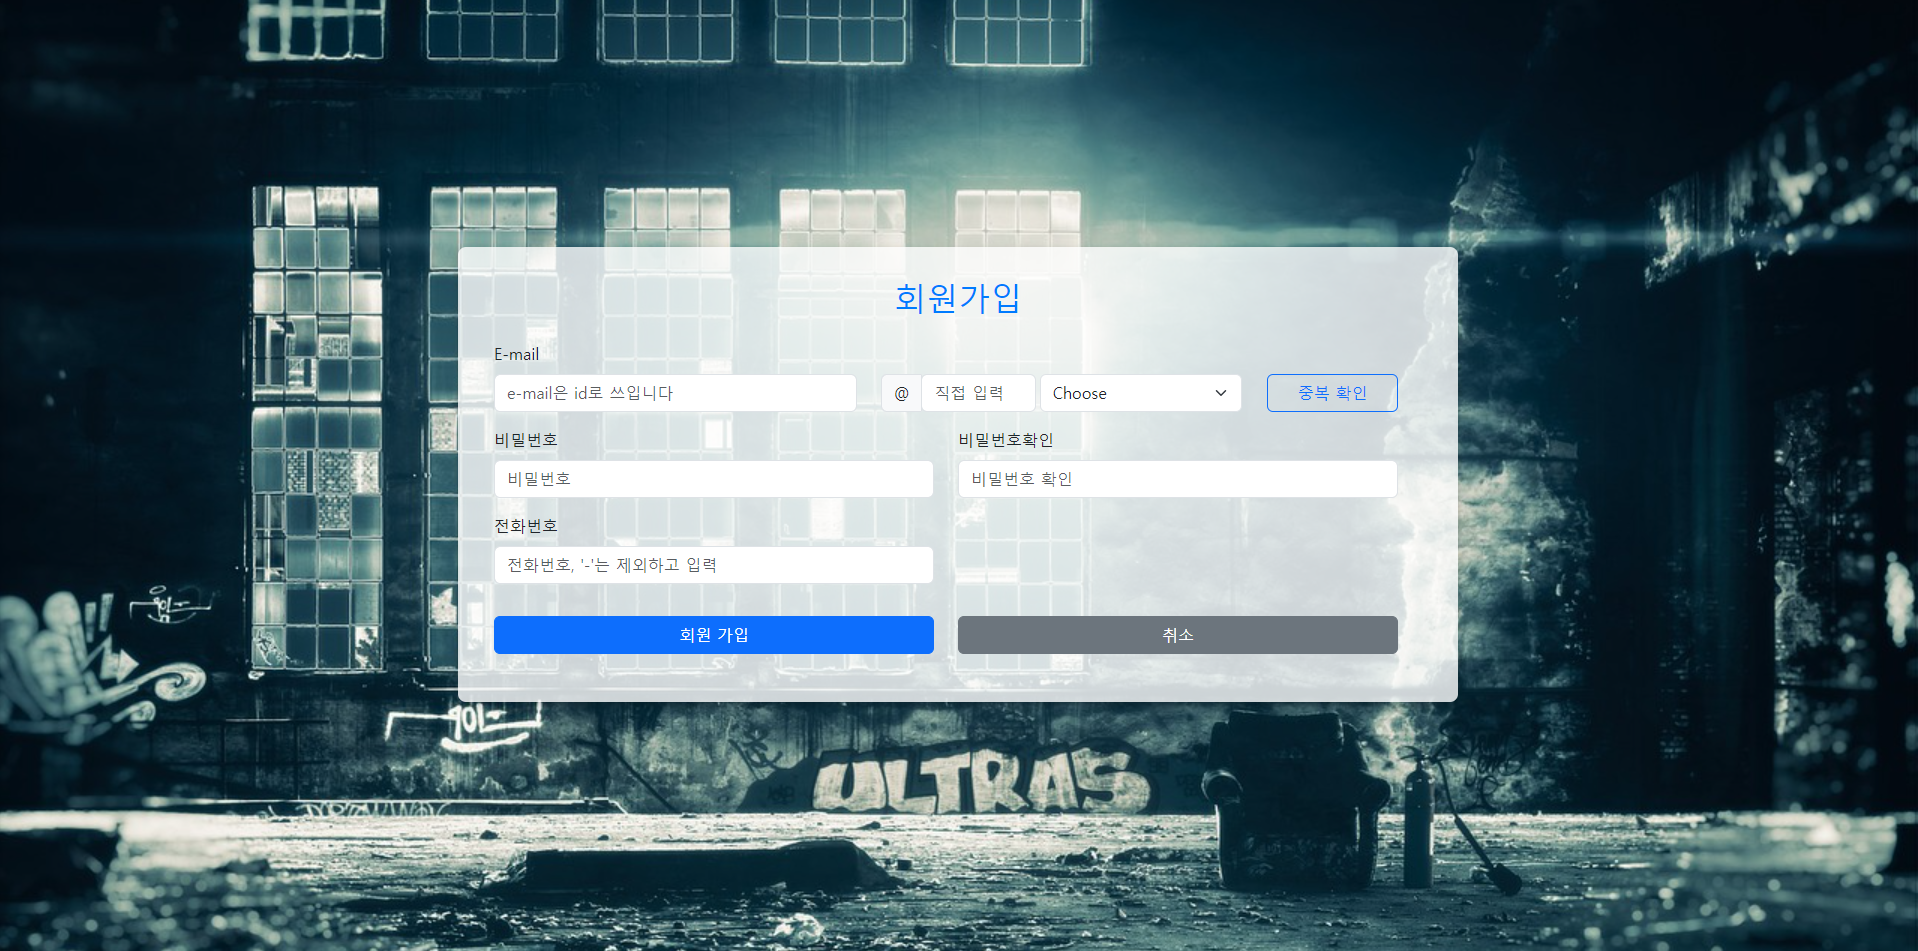 회원가입
E-mail
e-mail은 id로 쓰입니다 @ 직접 입력 Choose 중복 확인
비밀번호 비밀번호확인
비밀번호 비밀번호 확인
전화번호
전화번호, '-'는 제외하고 입력
회원 가입 취소
ULTRAS